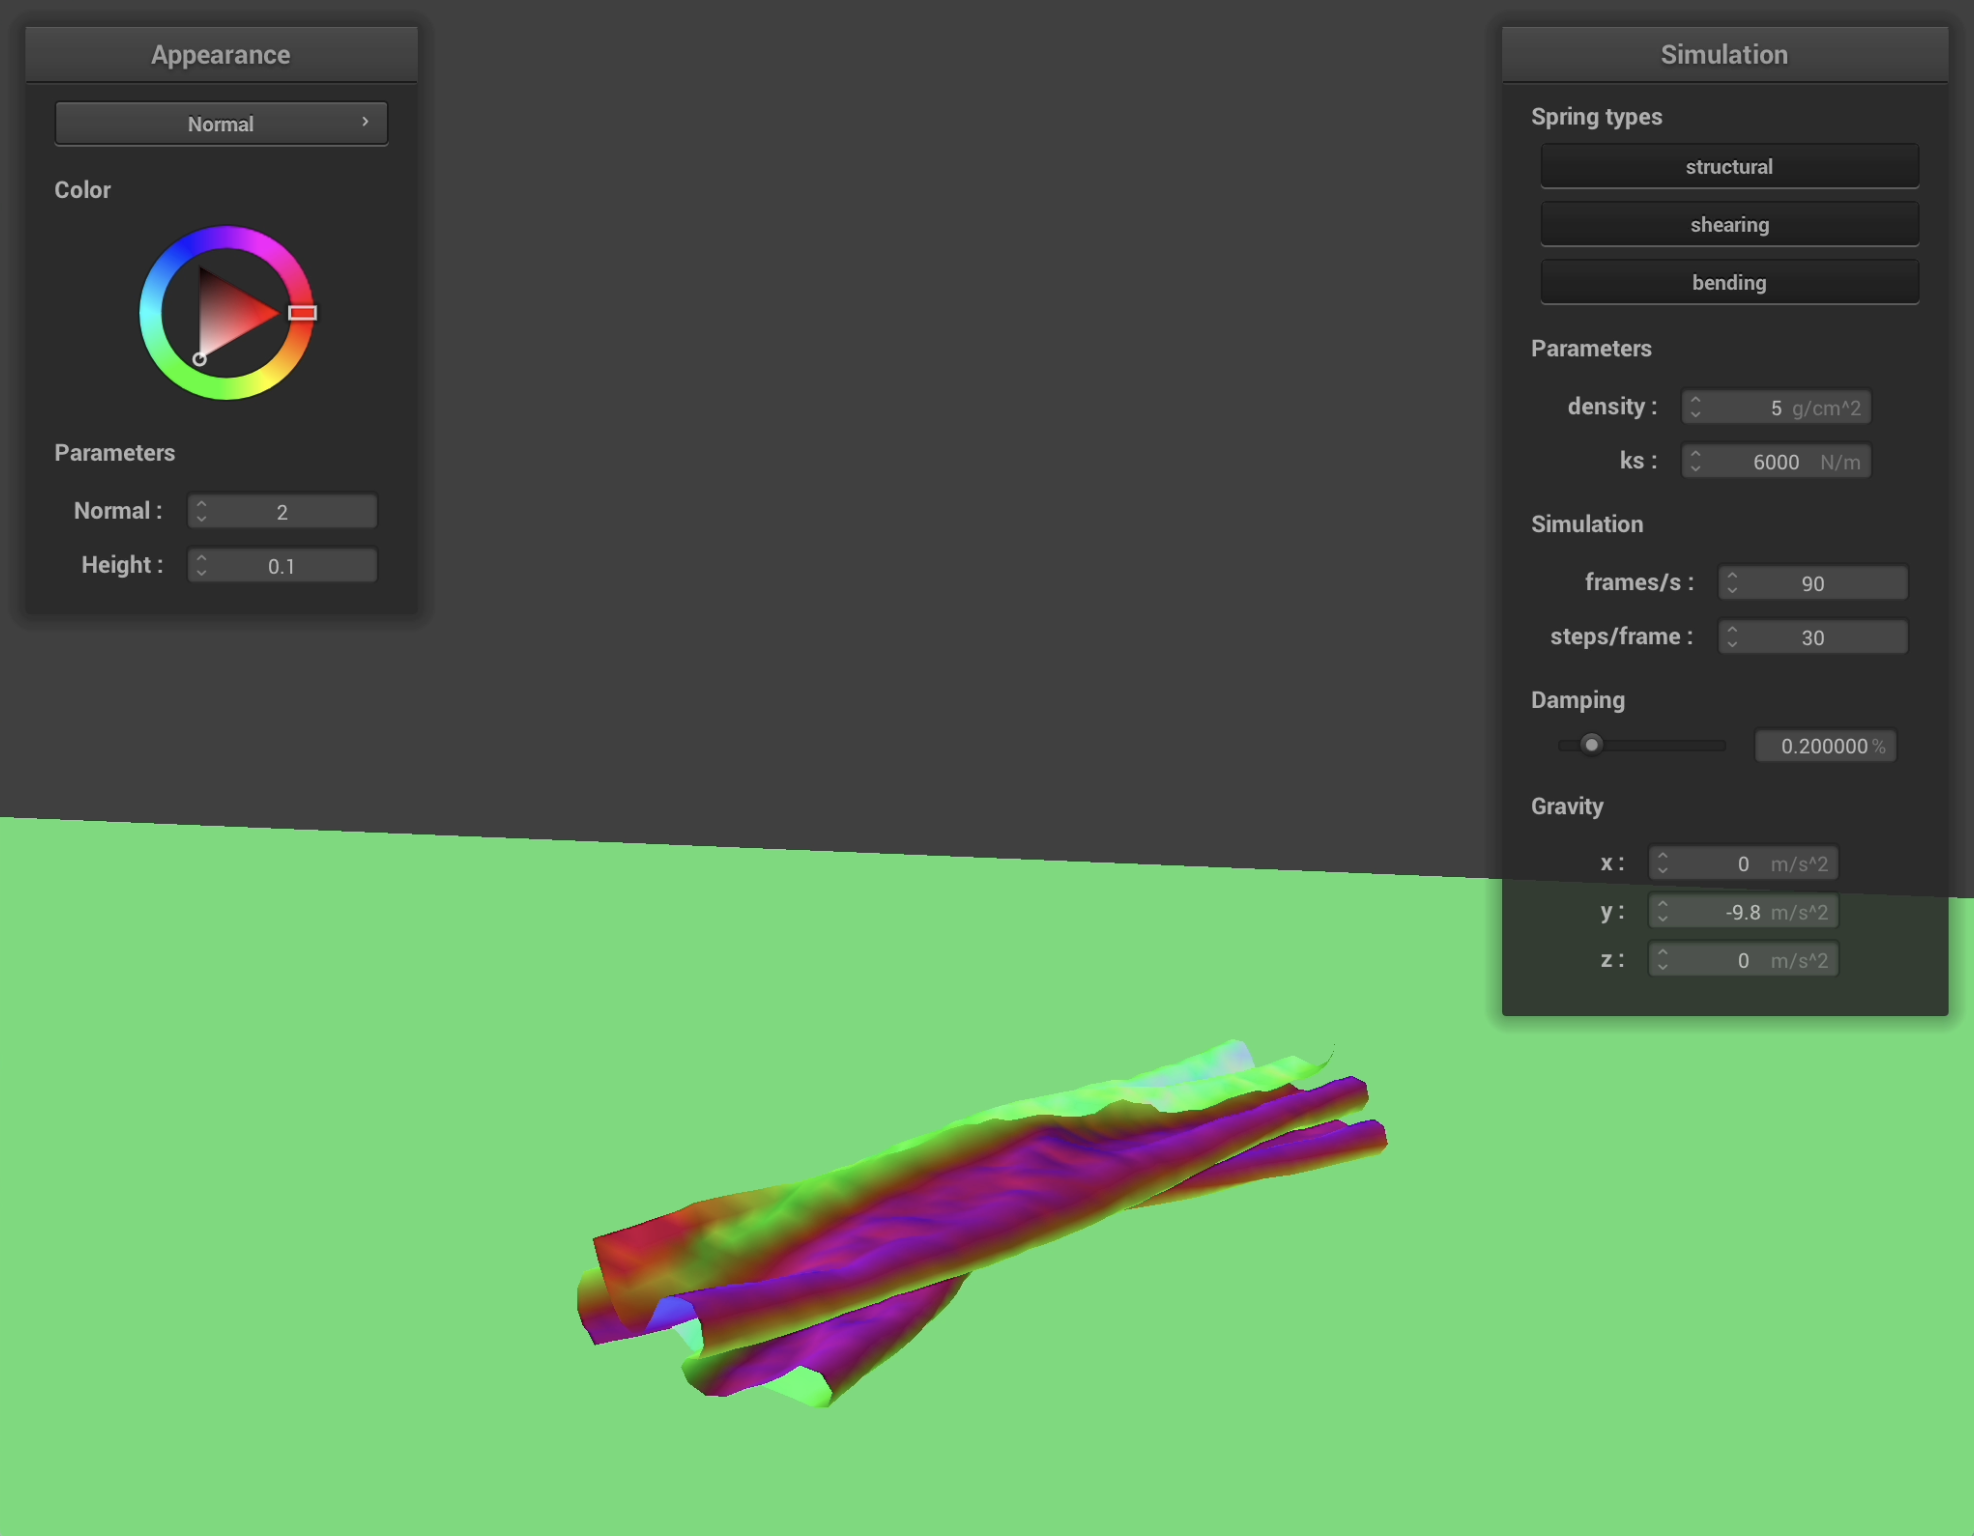 Appearance
Normal
Color
Parameters
Normal : 2
Height : 0.1
Simulation
Spring types
structural
shearing
bending
Parameters
density : 5 g/cm^2
ks : 6000 N/m
Simulation
frames/s : 90
steps/frame : 30
Damping
0.200000 %
Gravity
x : 0 m/s^2
y : -9.8 m/s^2
z : 0 m/s^2